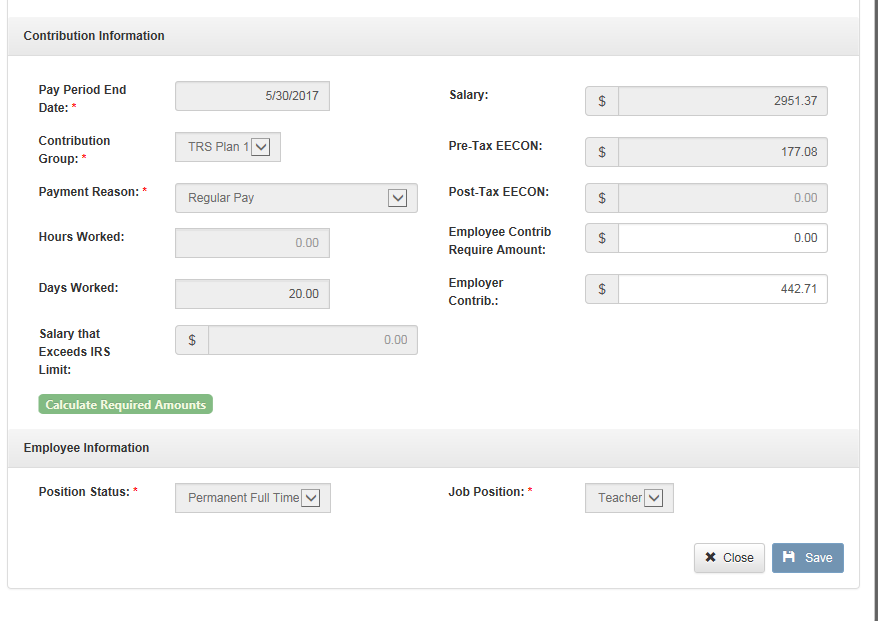 Contribution Information
Pay Period End
Date: *
5/30/2017
Salary:
$ 2951.37
Contribution
Group: *
TRS Plan 1
Pre-Tax EECON:
$ 177.08
Payment Reason: *
Regular Pay
Post-Tax EECON:
$ 0.00
Hours Worked:
0.00
Employee Contrib
Require Amount:
$ 0.00
Days Worked:
20.00
Employer
Contrib.:
$ 442.71
Salary that
Exceeds IRS
Limit:
$ 0.00
Calculate Required Amounts
Employee Information
Position Status: *
Permanent Full Time
Job Position: *
Teacher
Close
Save